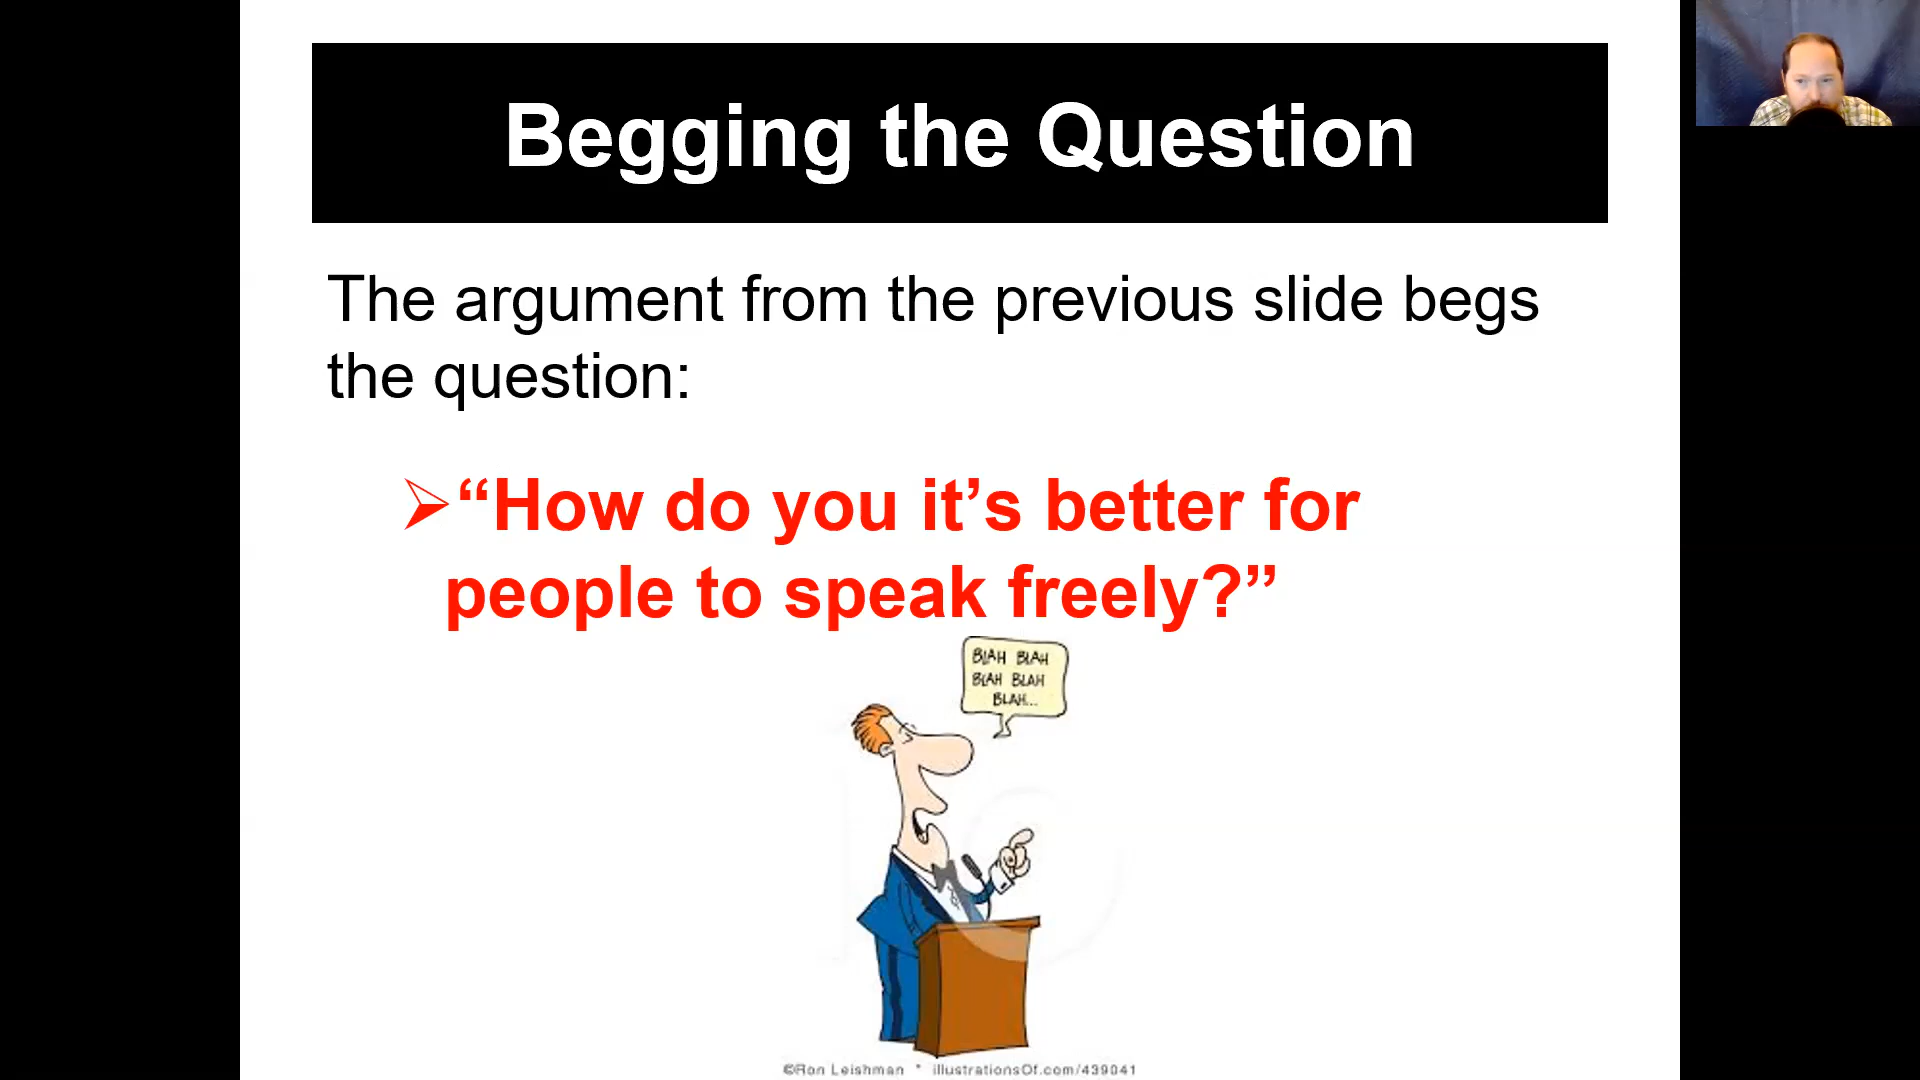 Begging the Question
The argument from the previous slide begs
the question:
“How do you it’s better for
people to speak freely?”
BLAH BLAH
BLAH BLAH
BLAH...
©Ron Leishman * illustrationsOf.com/439041